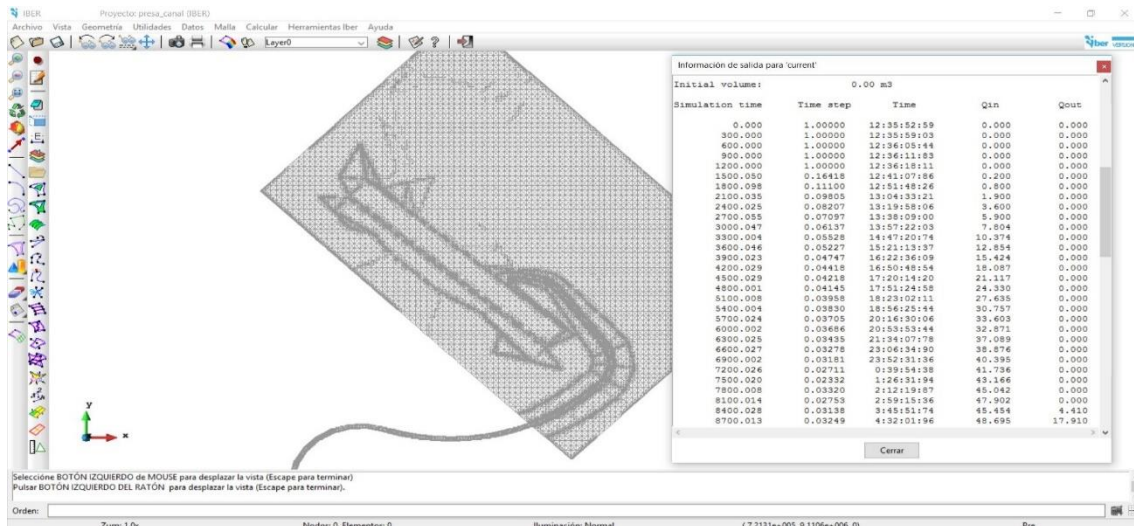 IBER Proyecto: presa_canal (IBER)
Archivo Vista Geometría Utilidades Datos Malla Calcular Herramientas Iber Ayuda
Layer0
Iber VERSION
Información de salida para 'current'
Initial volume: 0.00 m3
Simulation time Time step Time Qin Qout
0.000 1.00000 12:35:52:59 0.000 0.000
300.000 1.00000 12:35:59:03 0.000 0.000
600.000 1.00000 12:36:05:44 0.000 0.000
900.000 1.00000 12:36:11:83 0.000 0.000
1200.000 1.00000 12:36:18:11 0.000 0.000
1500.050 0.16418 12:41:07:86 0.200 0.000
1800.098 0.11100 12:51:48:26 0.800 0.000
2100.035 0.09805 13:04:33:21 1.900 0.000
2400.025 0.08207 13:19:58:06 3.600 0.000
2700.055 0.07097 13:38:09:00 5.900 0.000
3000.047 0.06137 13:57:22:03 7.804 0.000
3300.004 0.05528 14:47:20:74 10.374 0.000
3600.046 0.05227 15:21:13:37 12.854 0.000
3900.023 0.04747 16:22:36:09 15.424 0.000
4200.029 0.04418 16:50:48:54 18.087 0.000
4500.029 0.04218 17:20:14:20 21.117 0.000
4800.001 0.04145 17:51:24:58 24.330 0.000
5100.008 0.03958 18:23:02:11 27.635 0.000
5400.004 0.03830 18:56:25:44 30.757 0.000
5700.024 0.03705 20:16:30:06 33.603 0.000
6000.002 0.03686 20:53:53:44 32.871 0.000
6300.025 0.03435 21:34:07:78 37.089 0.000
6600.027 0.03278 23:06:34:90 38.876 0.000
6900.002 0.03181 23:52:31:36 40.395 0.000
7200.026 0.02711 0:39:54:38 41.736 0.000
7500.020 0.02332 1:26:31:94 43.166 0.000
7800.008 0.03320 2:12:19:87 45.042 0.000
8100.014 0.02753 2:59:15:36 47.902 0.000
8400.028 0.03138 3:45:51:74 45.454 4.410
8700.013 0.03249 4:32:01:96 48.695 17.910
Cerrar
y
x
Seleccióne BOTÓN IZQUIERDO de MOUSE para desplazar la vista (Escape para terminar)
Pulsar BOTÓN IZQUIERDO DEL RATÓN para desplazar la vista (Escape para terminar).
Orden:
Zum: 1.0x Nodos: 0, Elementos: 0 Iluminación: Normal (7.2131e+005, 9.1106e+006, 0) Pre